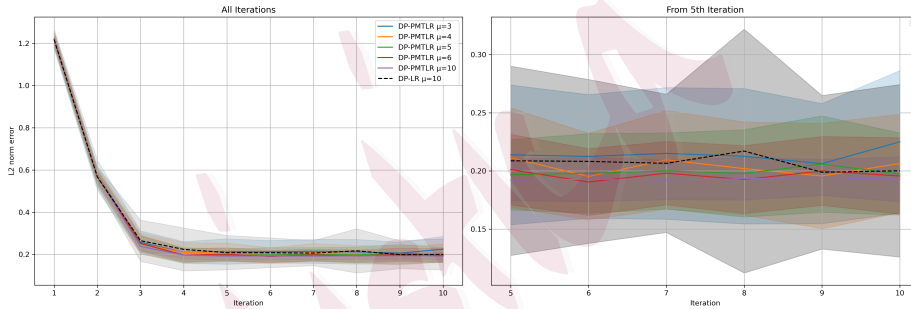 All Iterations
1.2
1.0
0.8
0.6
0.4
0.2
L2 norm error
1 2 3 4 5 6 7 8 9 10
Iteration
DP-PMTLR μ=3
DP-PMTLR μ=4
DP-PMTLR μ=5
DP-PMTLR μ=6
DP-PMTLR μ=10
DP-LR μ=10
From 5th Iteration
0.30
0.25
0.20
0.15
5 6 7 8 9 10
Iteration